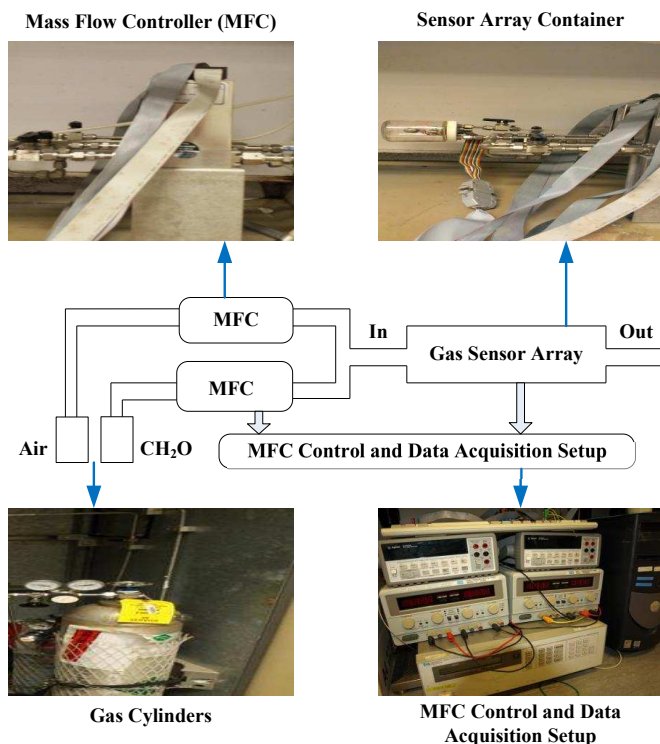 Mass Flow Controller (MFC)
Sensor Array Container
MFC
In
Out
Gas Sensor Array
MFC
Air
CH₂O
MFC Control and Data Acquisition Setup
Gas Cylinders
MFC Control and Data
Acquisition Setup